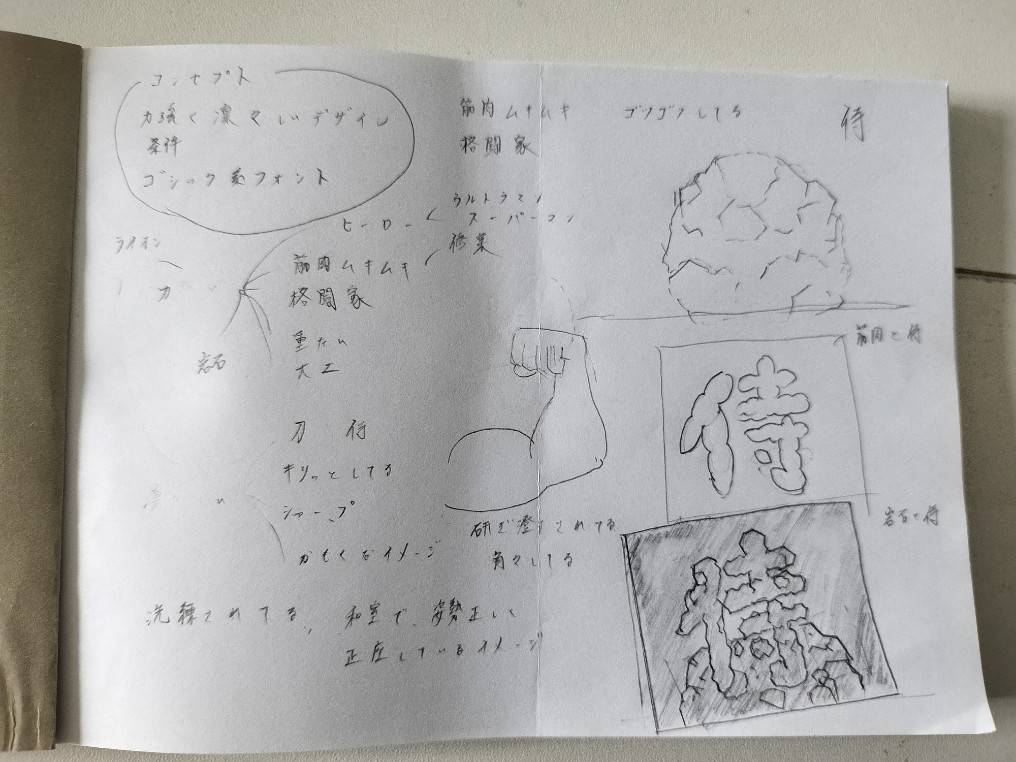 コンセプト
力強く凛々しいデザイン
条件
ゴシック系フォント
筋肉ムキムキ
格闘家
ゴツゴツしてる
侍
ヒーロー
ウルトラマン
スーパーマン
修業
ライオン
力
筋肉ムキムキ
格闘家
重たい
大工
岩石
刀 侍
キリッとしてる
シャープ
かもくなイメージ
研ぎ澄まされてる
角々してる
洗練されてる、和室で、姿勢正しく
正座しているイメージ
筋肉と侍
侍
岩石と侍
侍